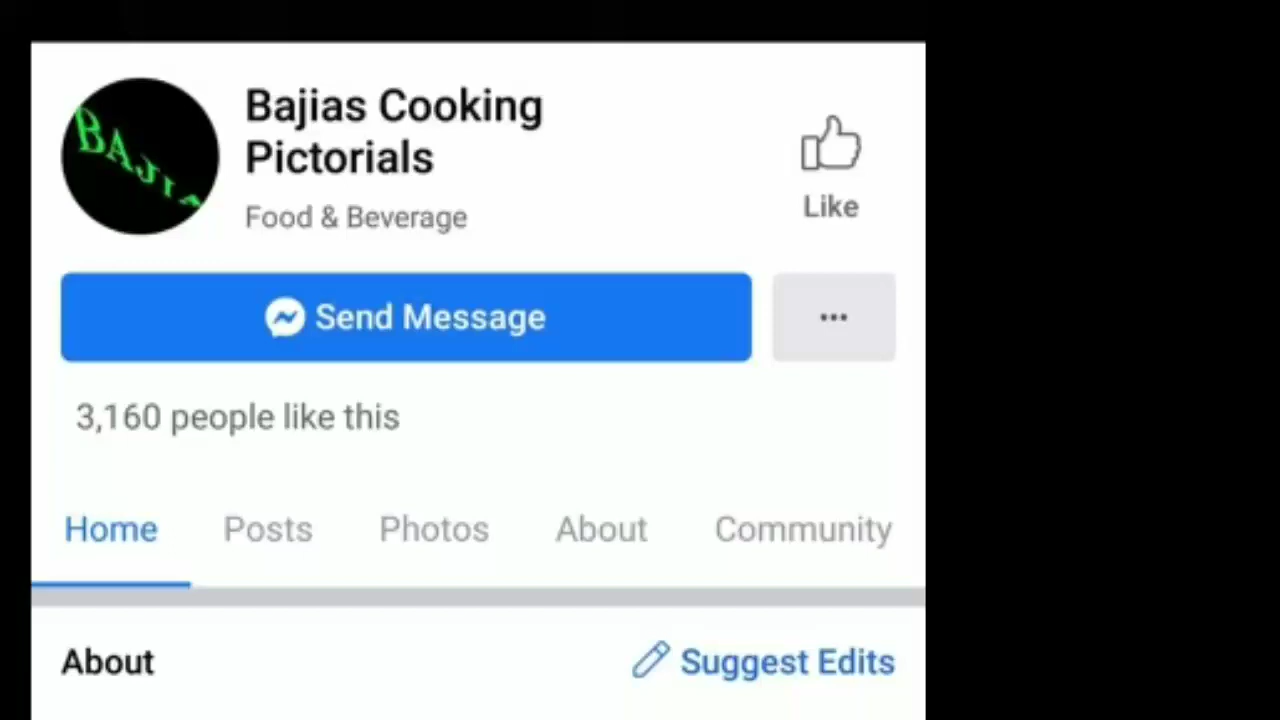 BAJIA
Bajias Cooking
Pictorials
Food & Beverage
Like
Send Message
3,160 people like this
Home Posts Photos About Community
About
Suggest Edits